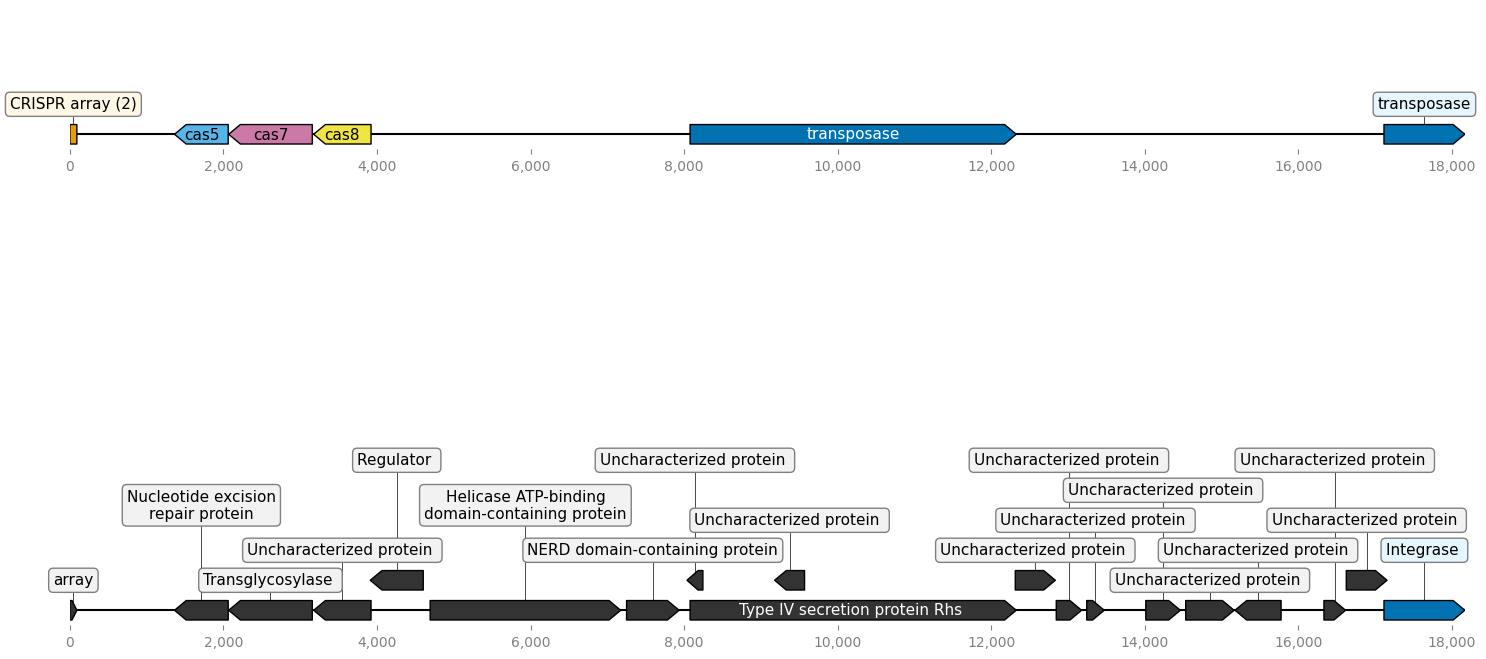 CRISPR array (2)
transposase
cas5
cas7
cas8
transposase
0
2,000
4,000
6,000
8,000
10,000
12,000
14,000
16,000
18,000
Regulator
Uncharacterized protein
Uncharacterized protein
Uncharacterized protein
Nucleotide excision
repair protein
Helicase ATP-binding
domain-containing protein
Uncharacterized protein
Uncharacterized protein
Uncharacterized protein
Uncharacterized protein
Uncharacterized protein
NERD domain-containing protein
Uncharacterized protein
Uncharacterized protein
Integrase
array
Transglycosylase
Uncharacterized protein
Type IV secretion protein Rhs
0
2,000
4,000
6,000
8,000
10,000
12,000
14,000
16,000
18,000